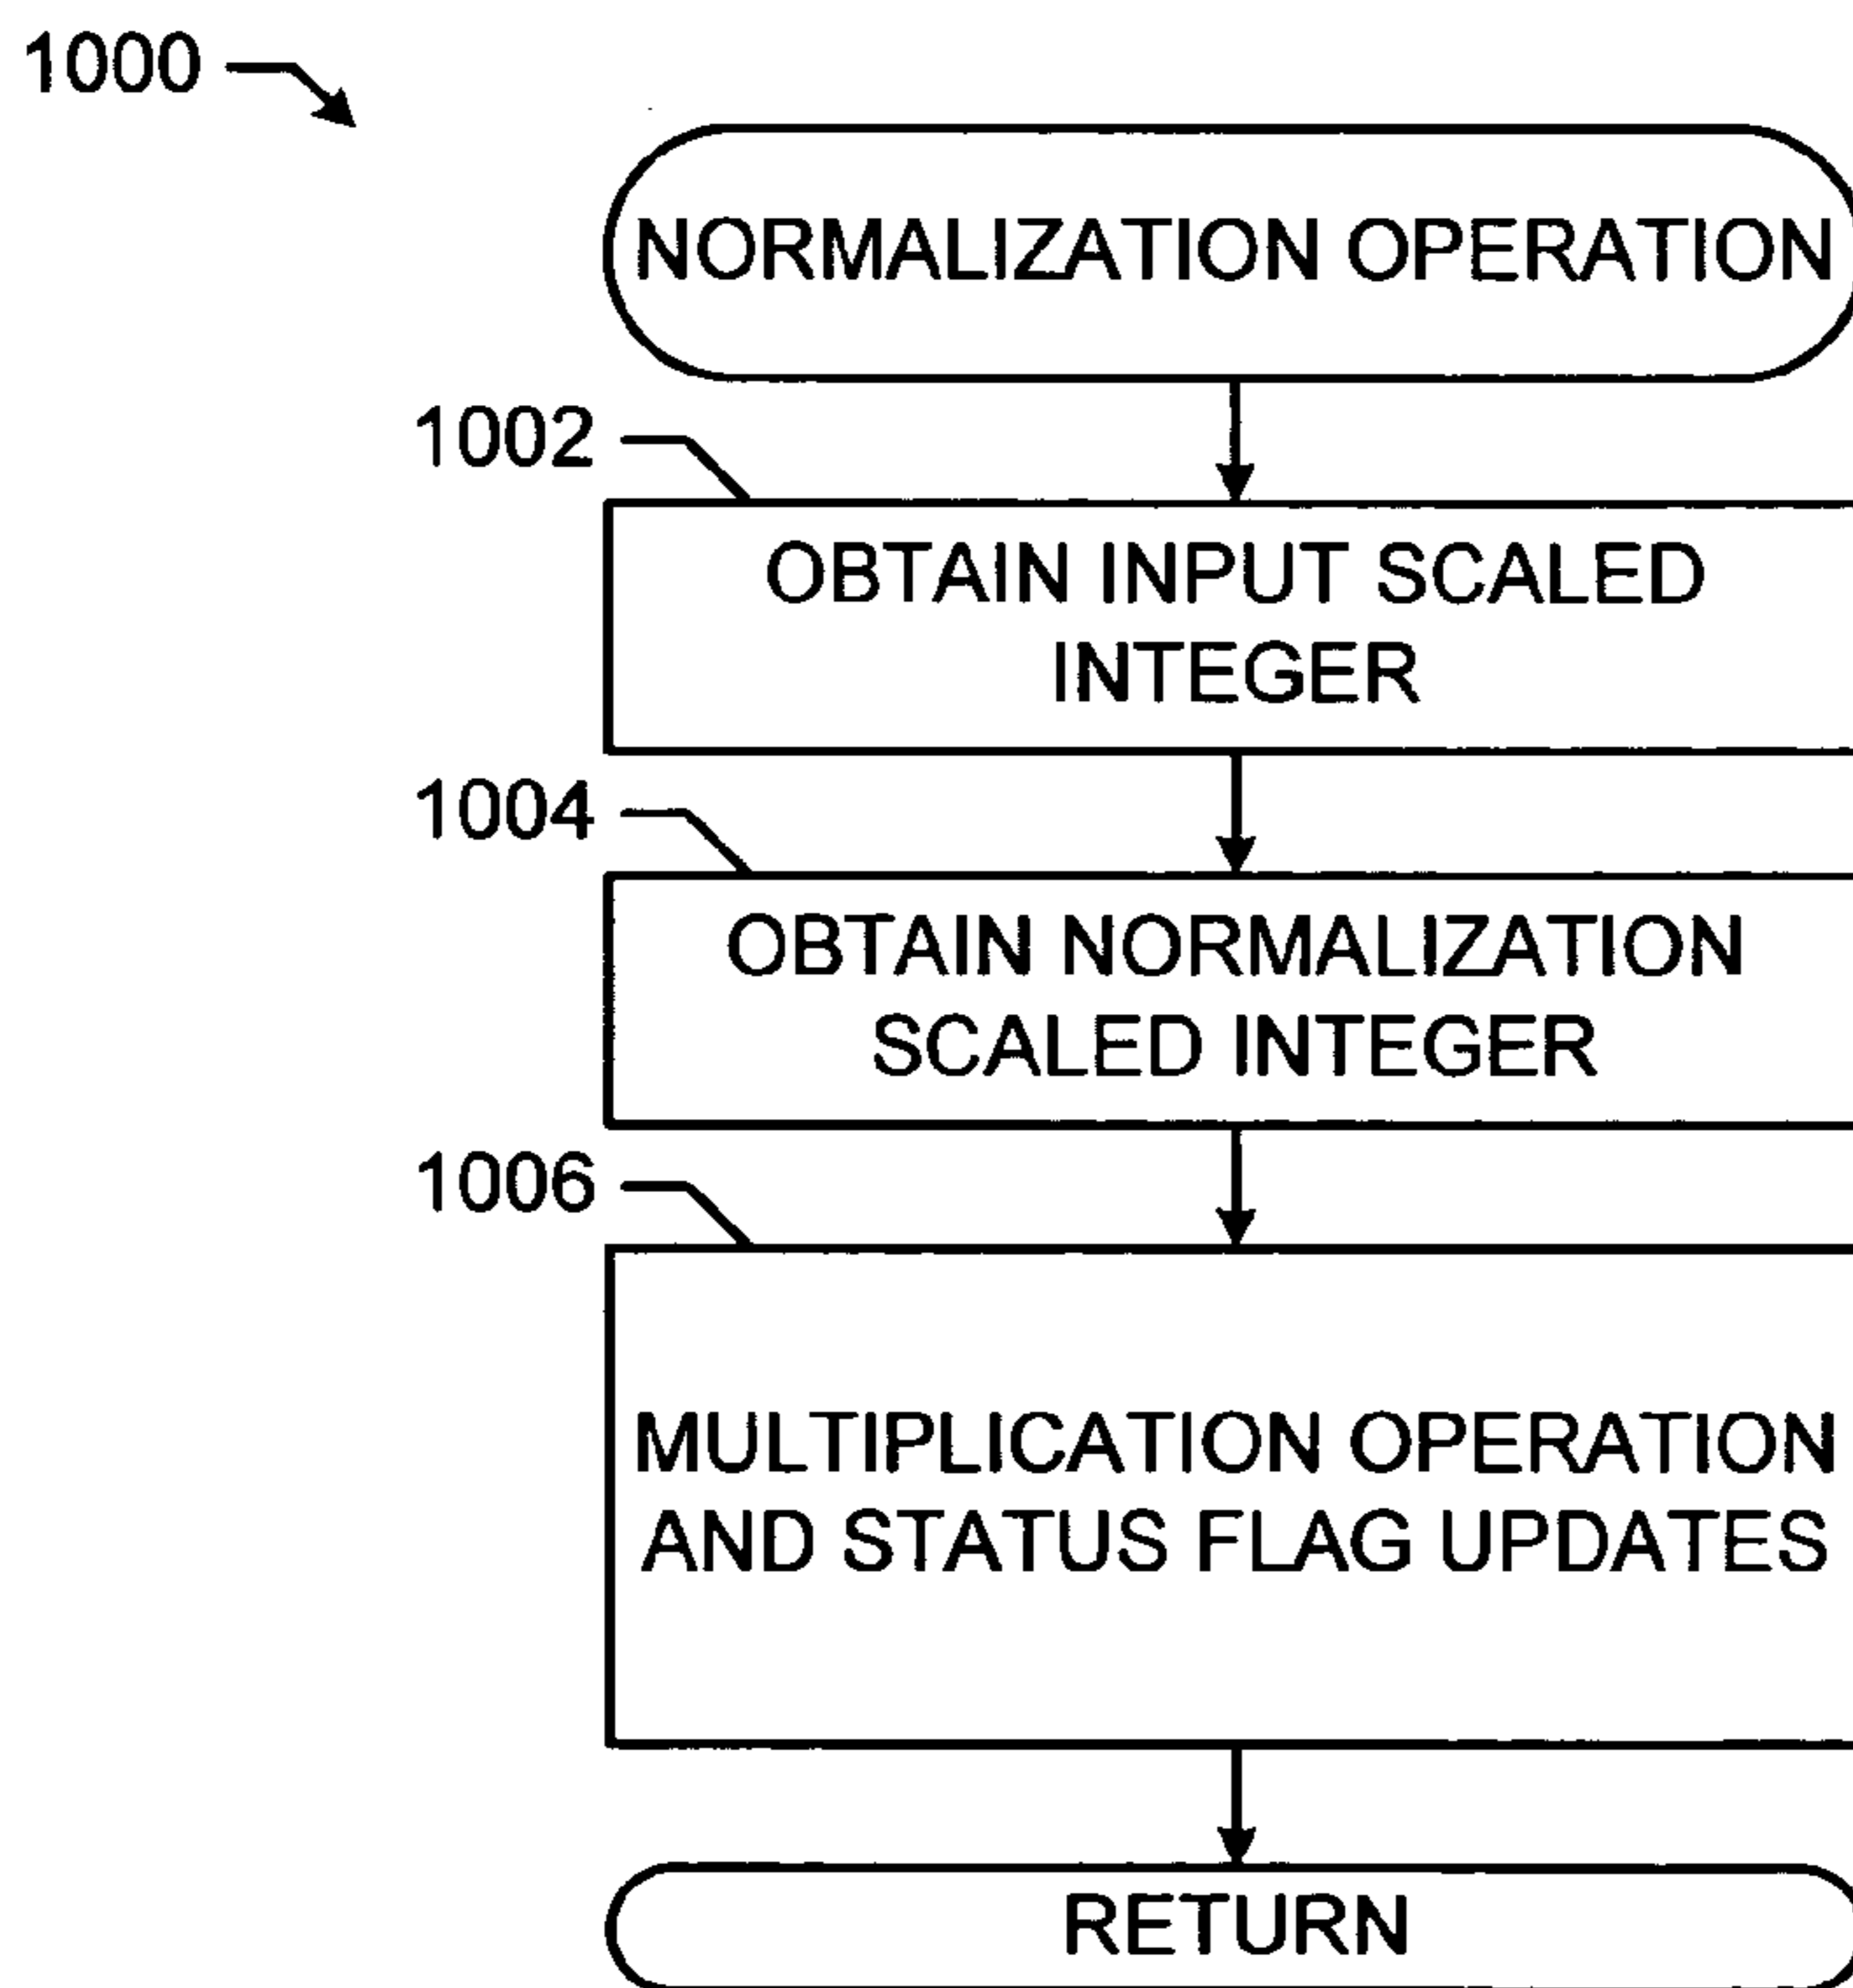 1000
NORMALIZATION OPERATION
1002
OBTAIN INPUT SCALED
INTEGER
1004
OBTAIN NORMALIZATION
SCALED INTEGER
1006
MULTIPLICATION OPERATION
AND STATUS FLAG UPDATES
RETURN